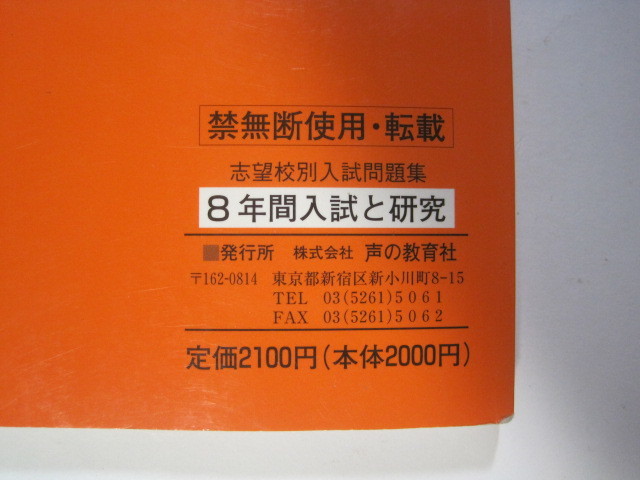 禁無断使用・転載
志望校別入試問題集
8年間入試と研究
■発行所 株式会社 声の教育社
〒162-0814 東京都新宿区新小川町8-15
TEL 03(5261)5061
FAX 03(5261)5062
定価2100円(本体2000円)